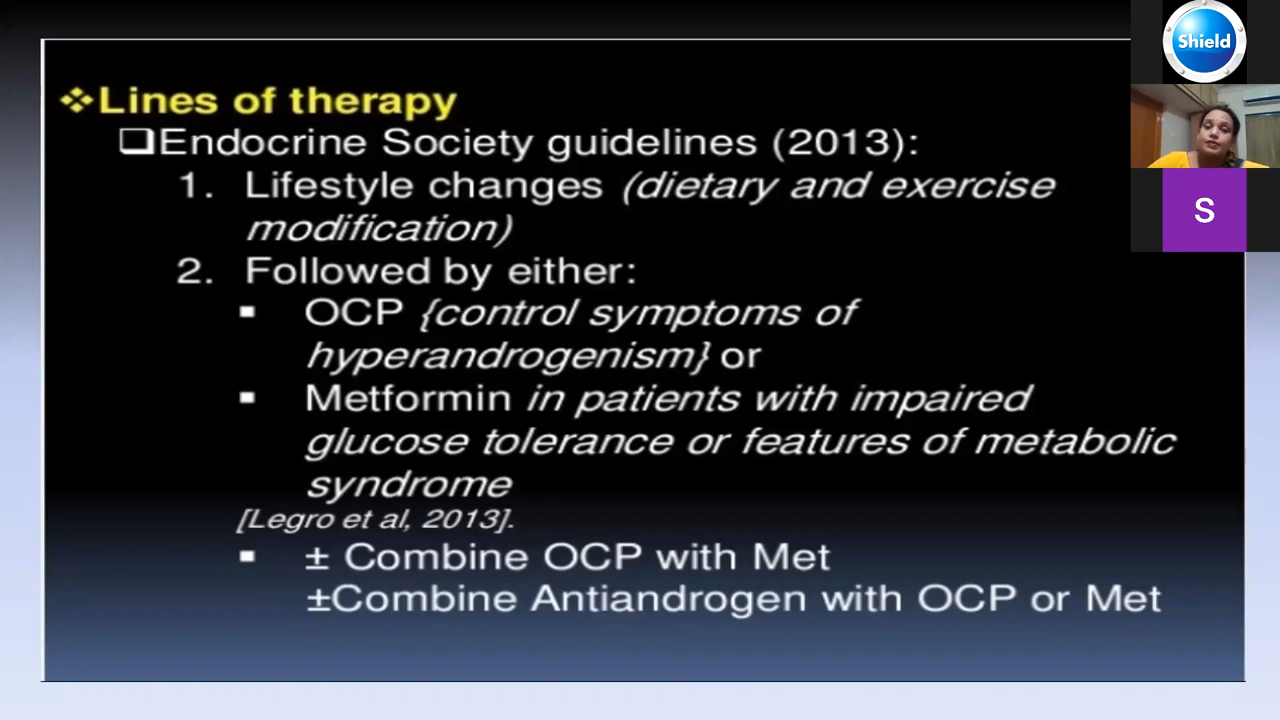 ❖Lines of therapy
❑Endocrine Society guidelines (2013):
1. Lifestyle changes (dietary and exercise
modification)
2. Followed by either:
▪ OCP {control symptoms of
hyperandrogenism} or
▪ Metformin in patients with impaired
glucose tolerance or features of metabolic
syndrome
[Legro et al, 2013].
▪ ± Combine OCP with Met
±Combine Antiandrogen with OCP or Met
Shield
S